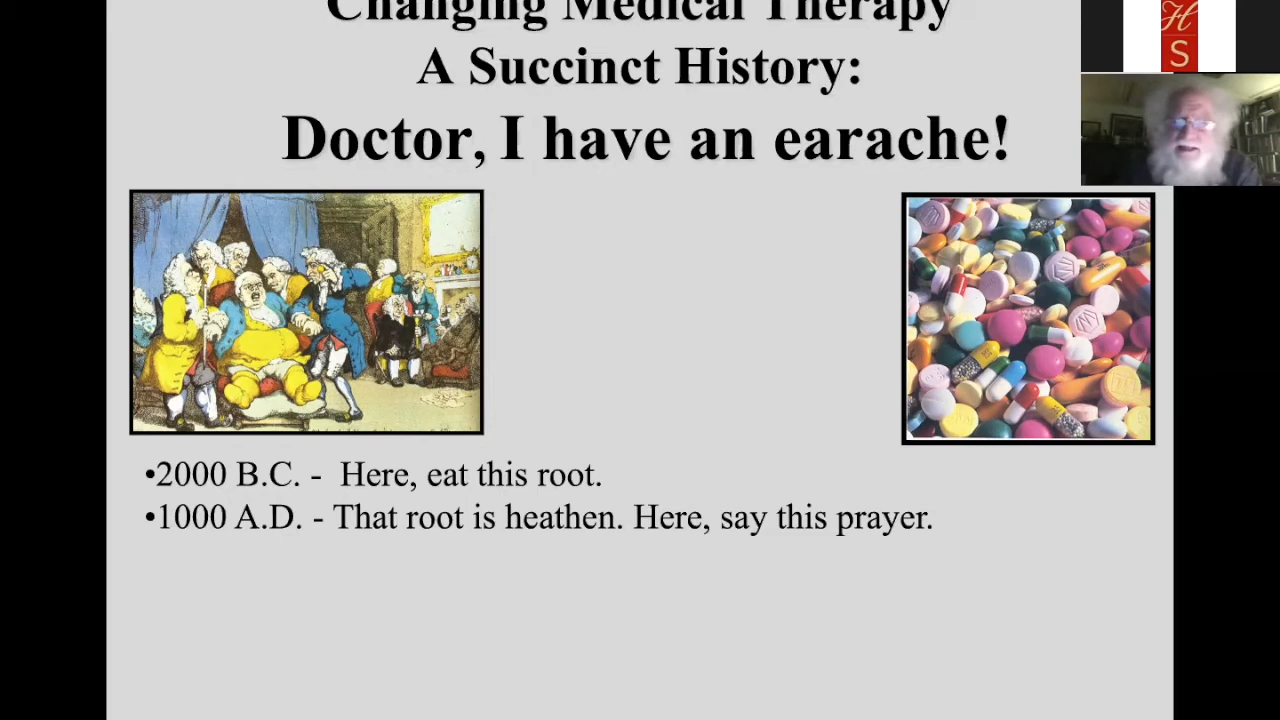 Changing Medical Therapy
A Succinct History:
Doctor, I have an earache!
H
S
•2000 B.C. -  Here, eat this root.
•1000 A.D. - That root is heathen. Here, say this prayer.